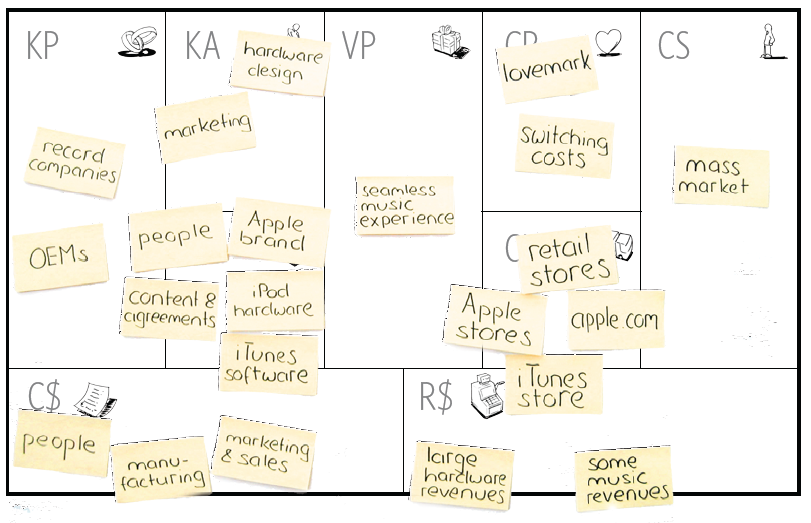 KP
record
companies
OEMs
KA
hardware
design
marketing
people
Apple
brand
content &
agreements
iPod
hardware
iTunes
software
VP
seamless
music
experience
CR
lovemark
switching
costs
retail
stores
Apple
stores
apple.com
iTunes
store
CS
mass
market
C$
people
manu-
facturing
marketing
& sales
R$
large
hardware
revenues
some
music
revenues